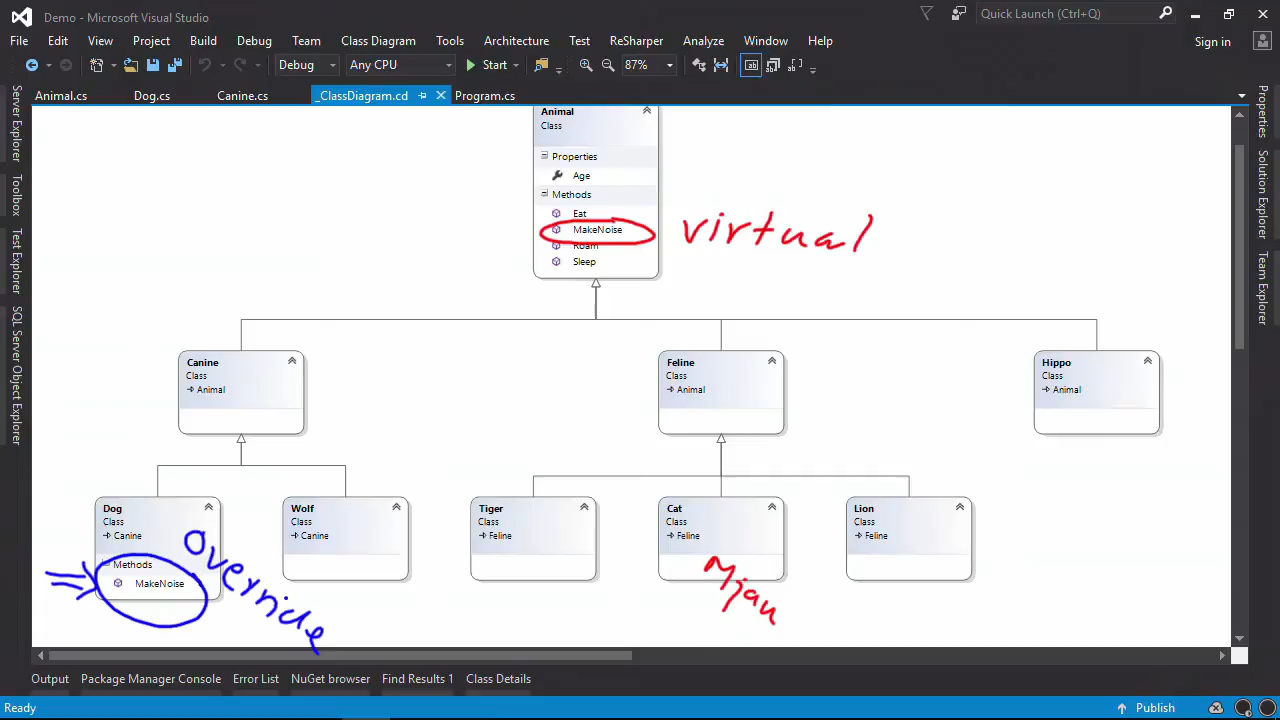 Demo - Microsoft Visual Studio
Quick Launch (Ctrl+Q)
File Edit View Project Build Debug Team Class Diagram Tools Architecture Test ReSharper Analyze Window Help
Sign in
Debug Any CPU Start 87%
Animal.cs Dog.cs Canine.cs _ClassDiagram.cd Program.cs
Server Explorer
Toolbox
Test Explorer
SQL Server Object Explorer
Properties
Solution Explorer
Team Explorer
Animal
Class
Properties
Age
Methods
Eat
MakeNoise
virtual
Roam
Sleep
Canine
Class
Animal
Feline
Class
Animal
Hippo
Class
Animal
Dog
Class
Canine
Methods
MakeNoise
override
Wolf
Class
Canine
Tiger
Class
Feline
Cat
Class
Feline
Mjau
Lion
Class
Feline
Output Package Manager Console Error List NuGet browser Find Results 1 Class Details
Ready
Publish